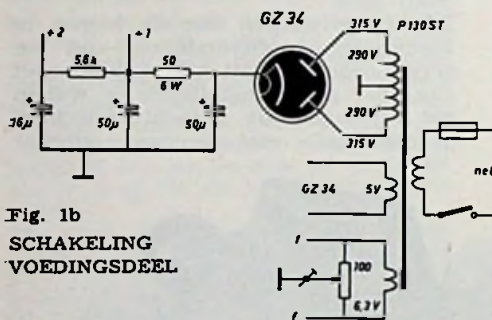 GZ 34
+2
+1
315 V
P130ST
5,6k
50
6 W
290 V
290 V
50μ
50μ
315 V
GZ 34
5V
net
Fig. 1b
SCHAKELING
VOEDINGSDEEL
f
100
6,3V
f